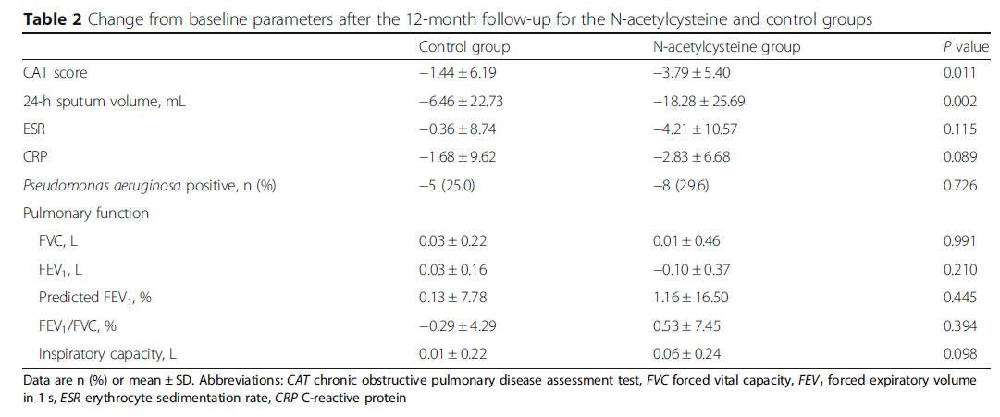 Table 2 Change from baseline parameters after the 12-month follow-up for the N-acetylcysteine and control groups
Control group N-acetylcysteine group P value
CAT score −1.44 ± 6.19 −3.79 ± 5.40 0.011
24-h sputum volume, mL −6.46 ± 22.73 −18.28 ± 25.69 0.002
ESR −0.36 ± 8.74 −4.21 ± 10.57 0.115
CRP −1.68 ± 9.62 −2.83 ± 6.68 0.089
Pseudomonas aeruginosa positive, n (%) −5 (25.0) −8 (29.6) 0.726
Pulmonary function
FVC, L 0.03 ± 0.22 0.01 ± 0.46 0.991
FEV₁, L 0.03 ± 0.16 −0.10 ± 0.37 0.210
Predicted FEV₁, % 0.13 ± 7.78 1.16 ± 16.50 0.445
FEV₁/FVC, % −0.29 ± 4.29 0.53 ± 7.45 0.394
Inspiratory capacity, L 0.01 ± 0.22 0.06 ± 0.24 0.098
Data are n (%) or mean ± SD. Abbreviations: CAT chronic obstructive pulmonary disease assessment test, FVC forced vital capacity, FEV₁ forced expiratory volume
in 1 s, ESR erythrocyte sedimentation rate, CRP C-reactive protein